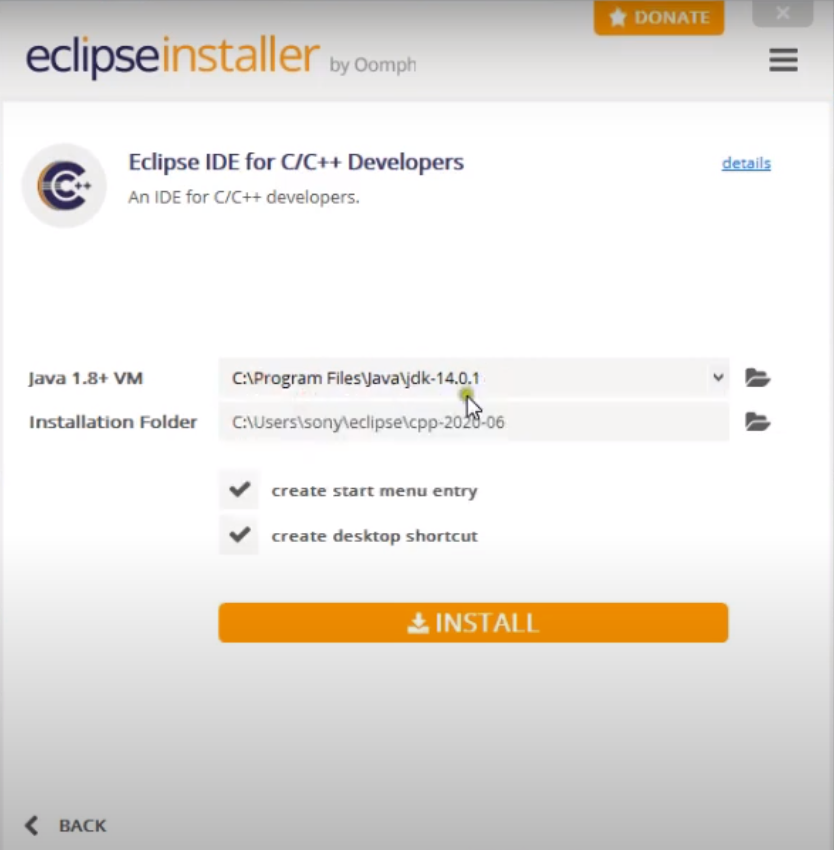 DONATE
eclipseinstaller by Oomph
Eclipse IDE for C/C++ Developers
details
An IDE for C/C++ developers.
Java 1.8+ VM
C:\Program Files\Java\jdk-14.0.1
Installation Folder
C:\Users\sony\eclipse\cpp-2020-06
create start menu entry
create desktop shortcut
INSTALL
BACK